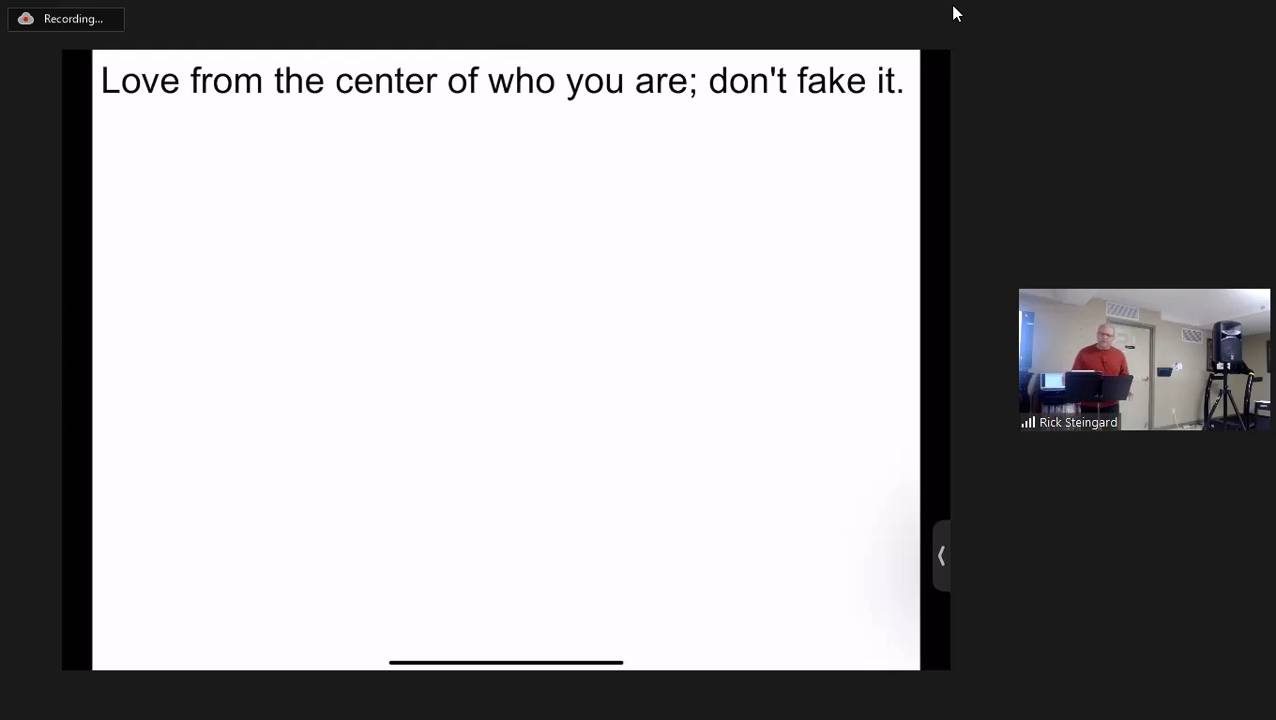 Recording...
Love from the center of who you are; don't fake it.
Rick Steingard